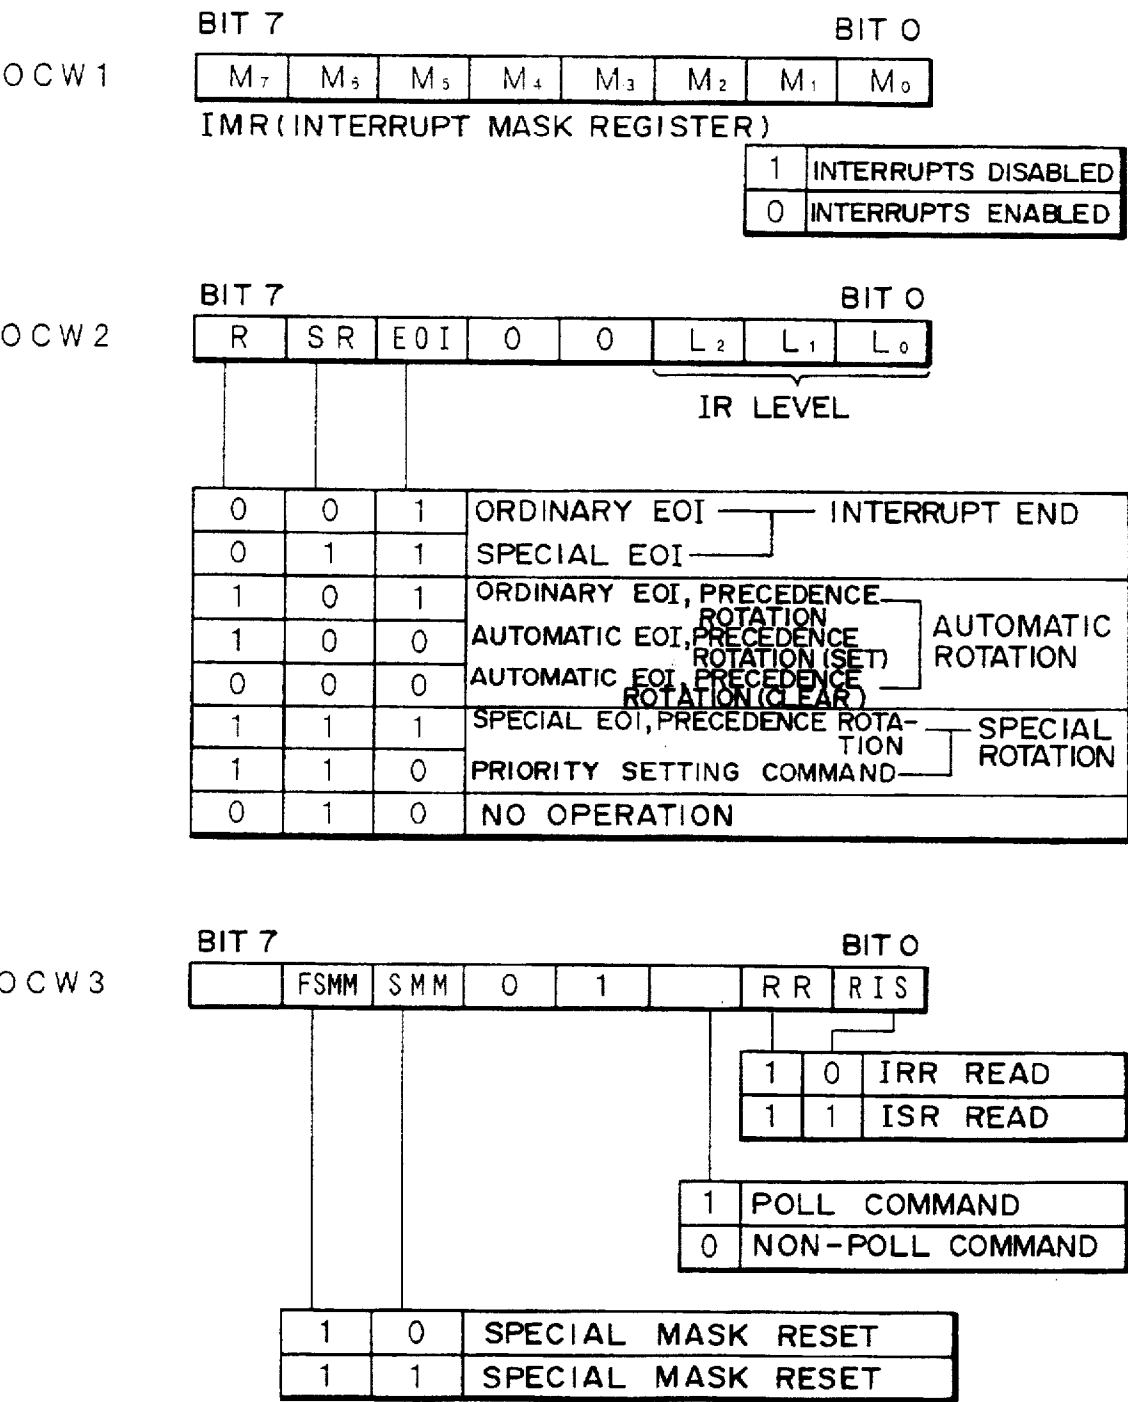 BIT 7 BIT 0
OCW1 M7 M6 M5 M4 M3 M2 M1 M0
IMR(INTERRUPT MASK REGISTER)
1 INTERRUPTS DISABLED
0 INTERRUPTS ENABLED
BIT 7 BIT 0
OCW2 R SR EOI 0 0 L2 L1 L0
IR LEVEL
0 0 1 ORDINARY EOI INTERRUPT END
0 1 1 SPECIAL EOI
1 0 1 ORDINARY EOI, PRECEDENCE
ROTATION
1 0 0 AUTOMATIC EOI, PRECEDENCE
ROTATION (SET)
AUTOMATIC
ROTATION
0 0 0 AUTOMATIC EOI, PRECEDENCE
ROTATION (CLEAR)
1 1 1 SPECIAL EOI, PRECEDENCE ROTA-
TION
SPECIAL
ROTATION
1 1 0 PRIORITY SETTING COMMAND
0 1 0 NO OPERATION
BIT 7 BIT 0
OCW3 FSMM SMM 0 1 RR RIS
1 0 IRR READ
1 1 ISR READ
1 POLL COMMAND
0 NON-POLL COMMAND
1 0 SPECIAL MASK RESET
1 1 SPECIAL MASK RESET